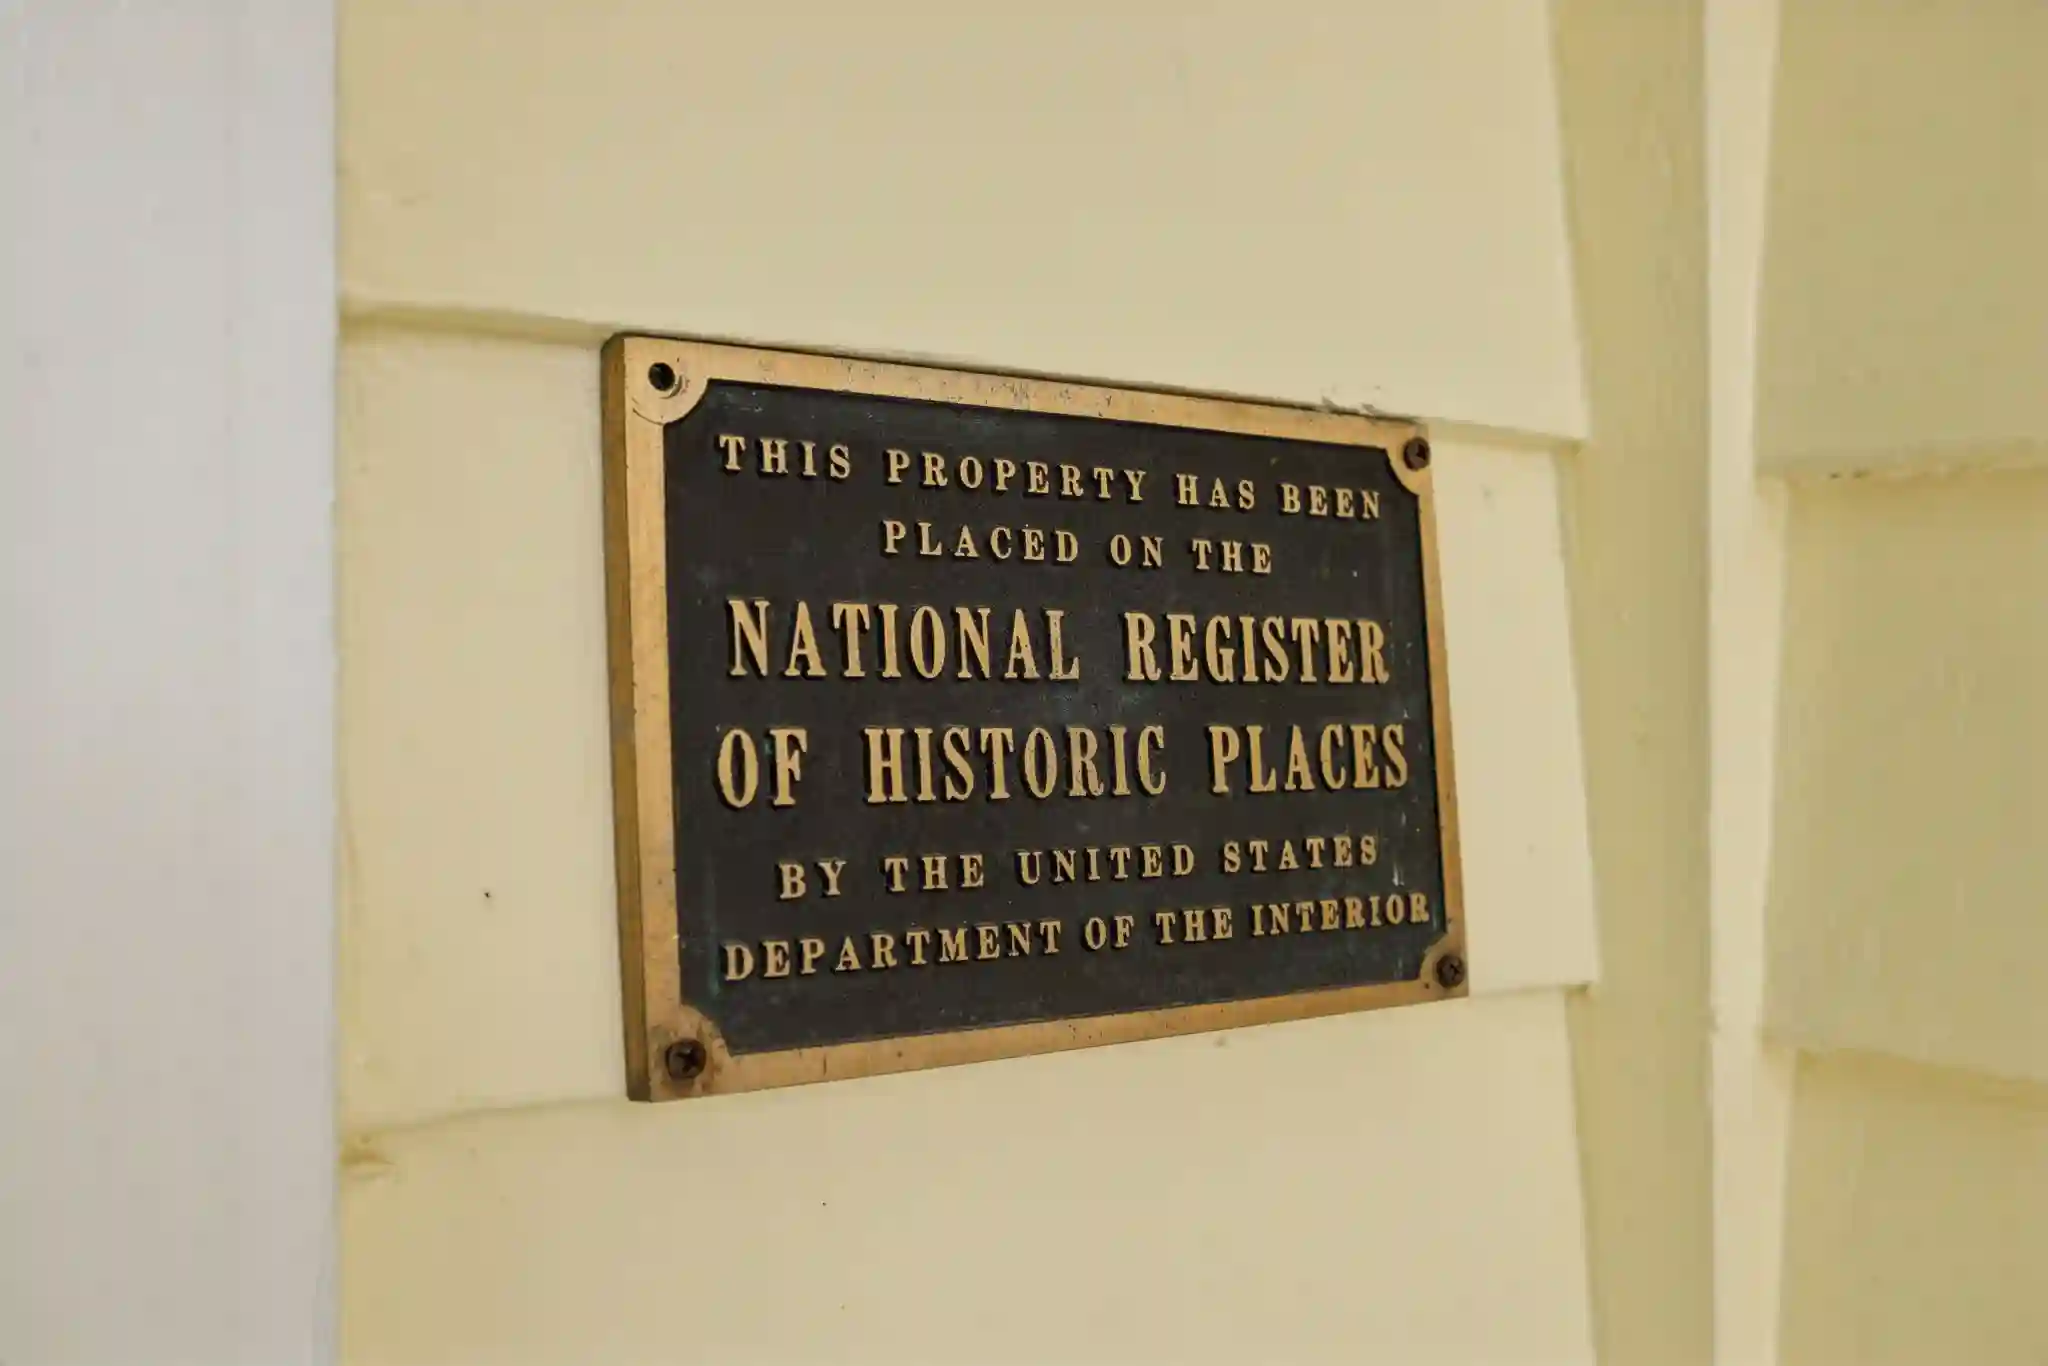 THIS PROPERTY HAS BEEN
PLACED ON THE
NATIONAL REGISTER
OF HISTORIC PLACES
BY THE UNITED STATES
DEPARTMENT OF THE INTERIOR